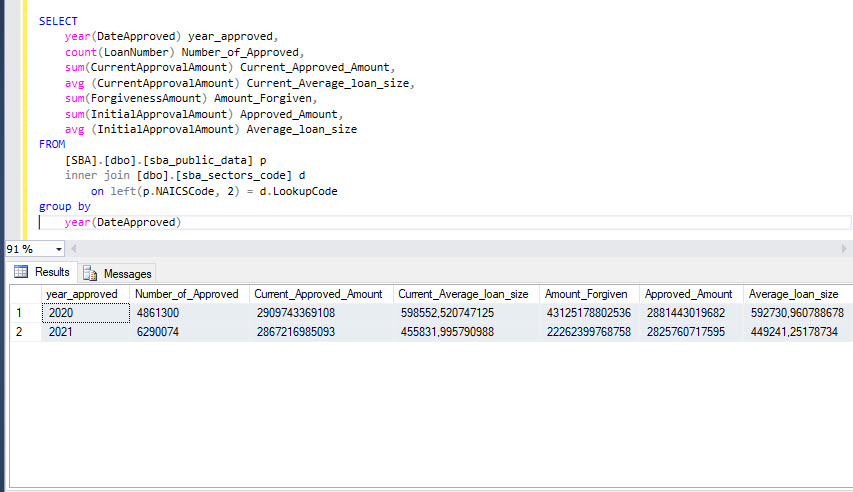 SELECT
year(DateApproved) year_approved,
count(LoanNumber) Number_of_Approved,
sum(CurrentApprovalAmount) Current_Approved_Amount,
avg (CurrentApprovalAmount) Current_Average_loan_size,
sum(ForgivenessAmount) Amount_Forgiven,
sum(InitialApprovalAmount) Approved_Amount,
avg (InitialApprovalAmount) Average_loan_size
FROM
[SBA].[dbo].[sba_public_data] p
inner join [dbo].[sba_sectors_code] d
on left(p.NAICSCode, 2) = d.LookupCode
group by
year(DateApproved)
91 %
Results Messages
year_approved Number_of_Approved Current_Approved_Amount Current_Average_loan_size Amount_Forgiven Approved_Amount Average_loan_size
1 2020 4861300 2909743369108 598552,520747125 43125178802536 2881443019682 592730,960788678
2 2021 6290074 2867216985093 455831,995790988 22262399768758 2825760717595 449241,25178734